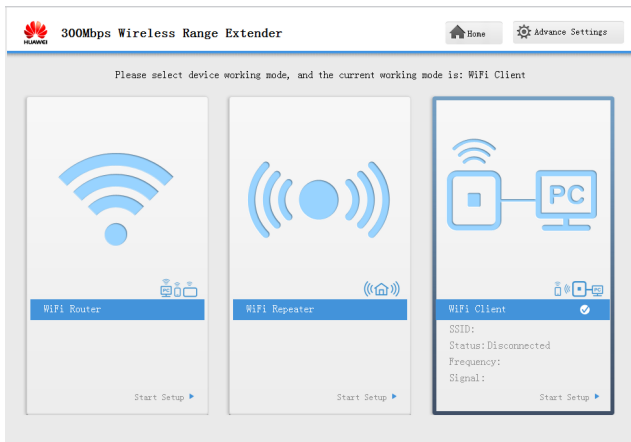 HUAWEI
300Mbps Wireless Range Extender
Home
Advance Settings
Please select device working mode, and the current working mode is: WiFi Client
PC
PC
WiFi Router
Start Setup
WiFi Repeater
Start Setup
PC
WiFi Client
SSID:
Status:Disconnected
Frequency:
Signal:
Start Setup